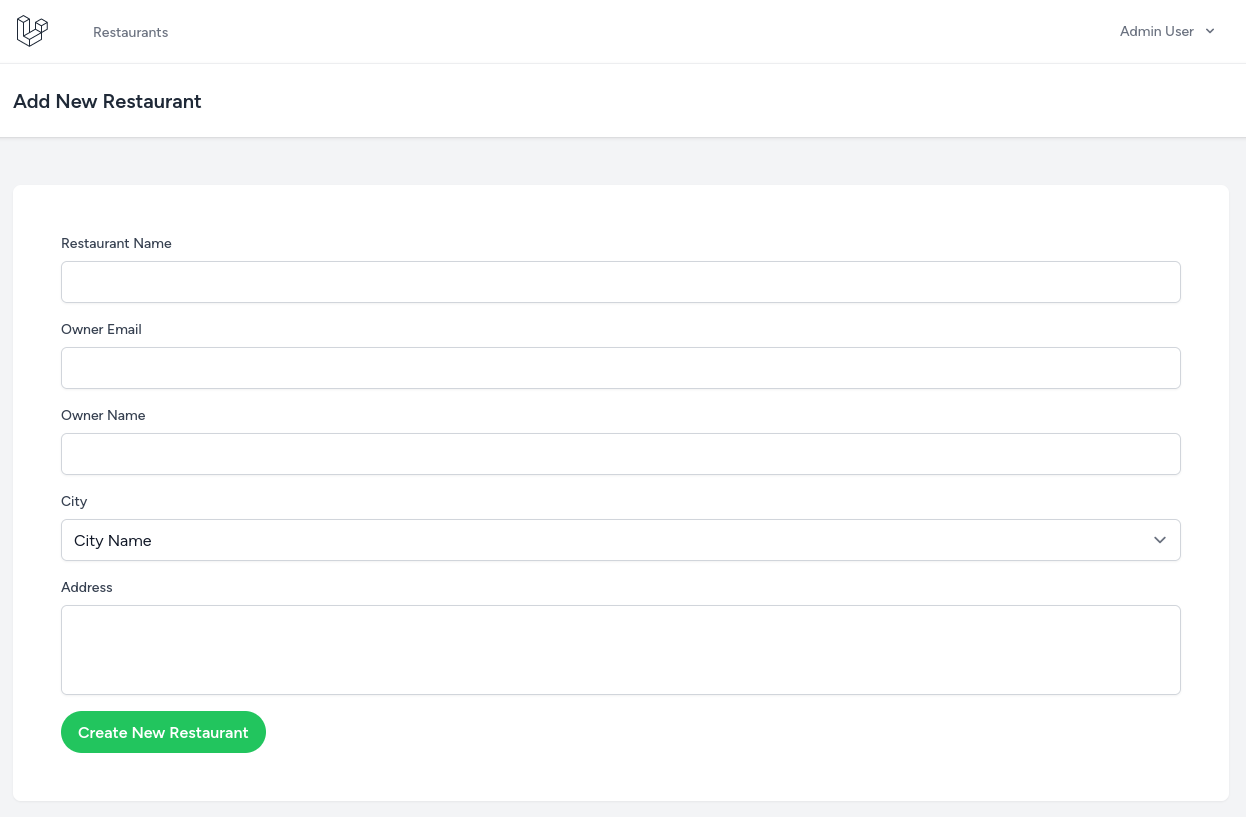 Restaurants
Admin User
Add New Restaurant
Restaurant Name
Owner Email
Owner Name
City
City Name
Address
Create New Restaurant